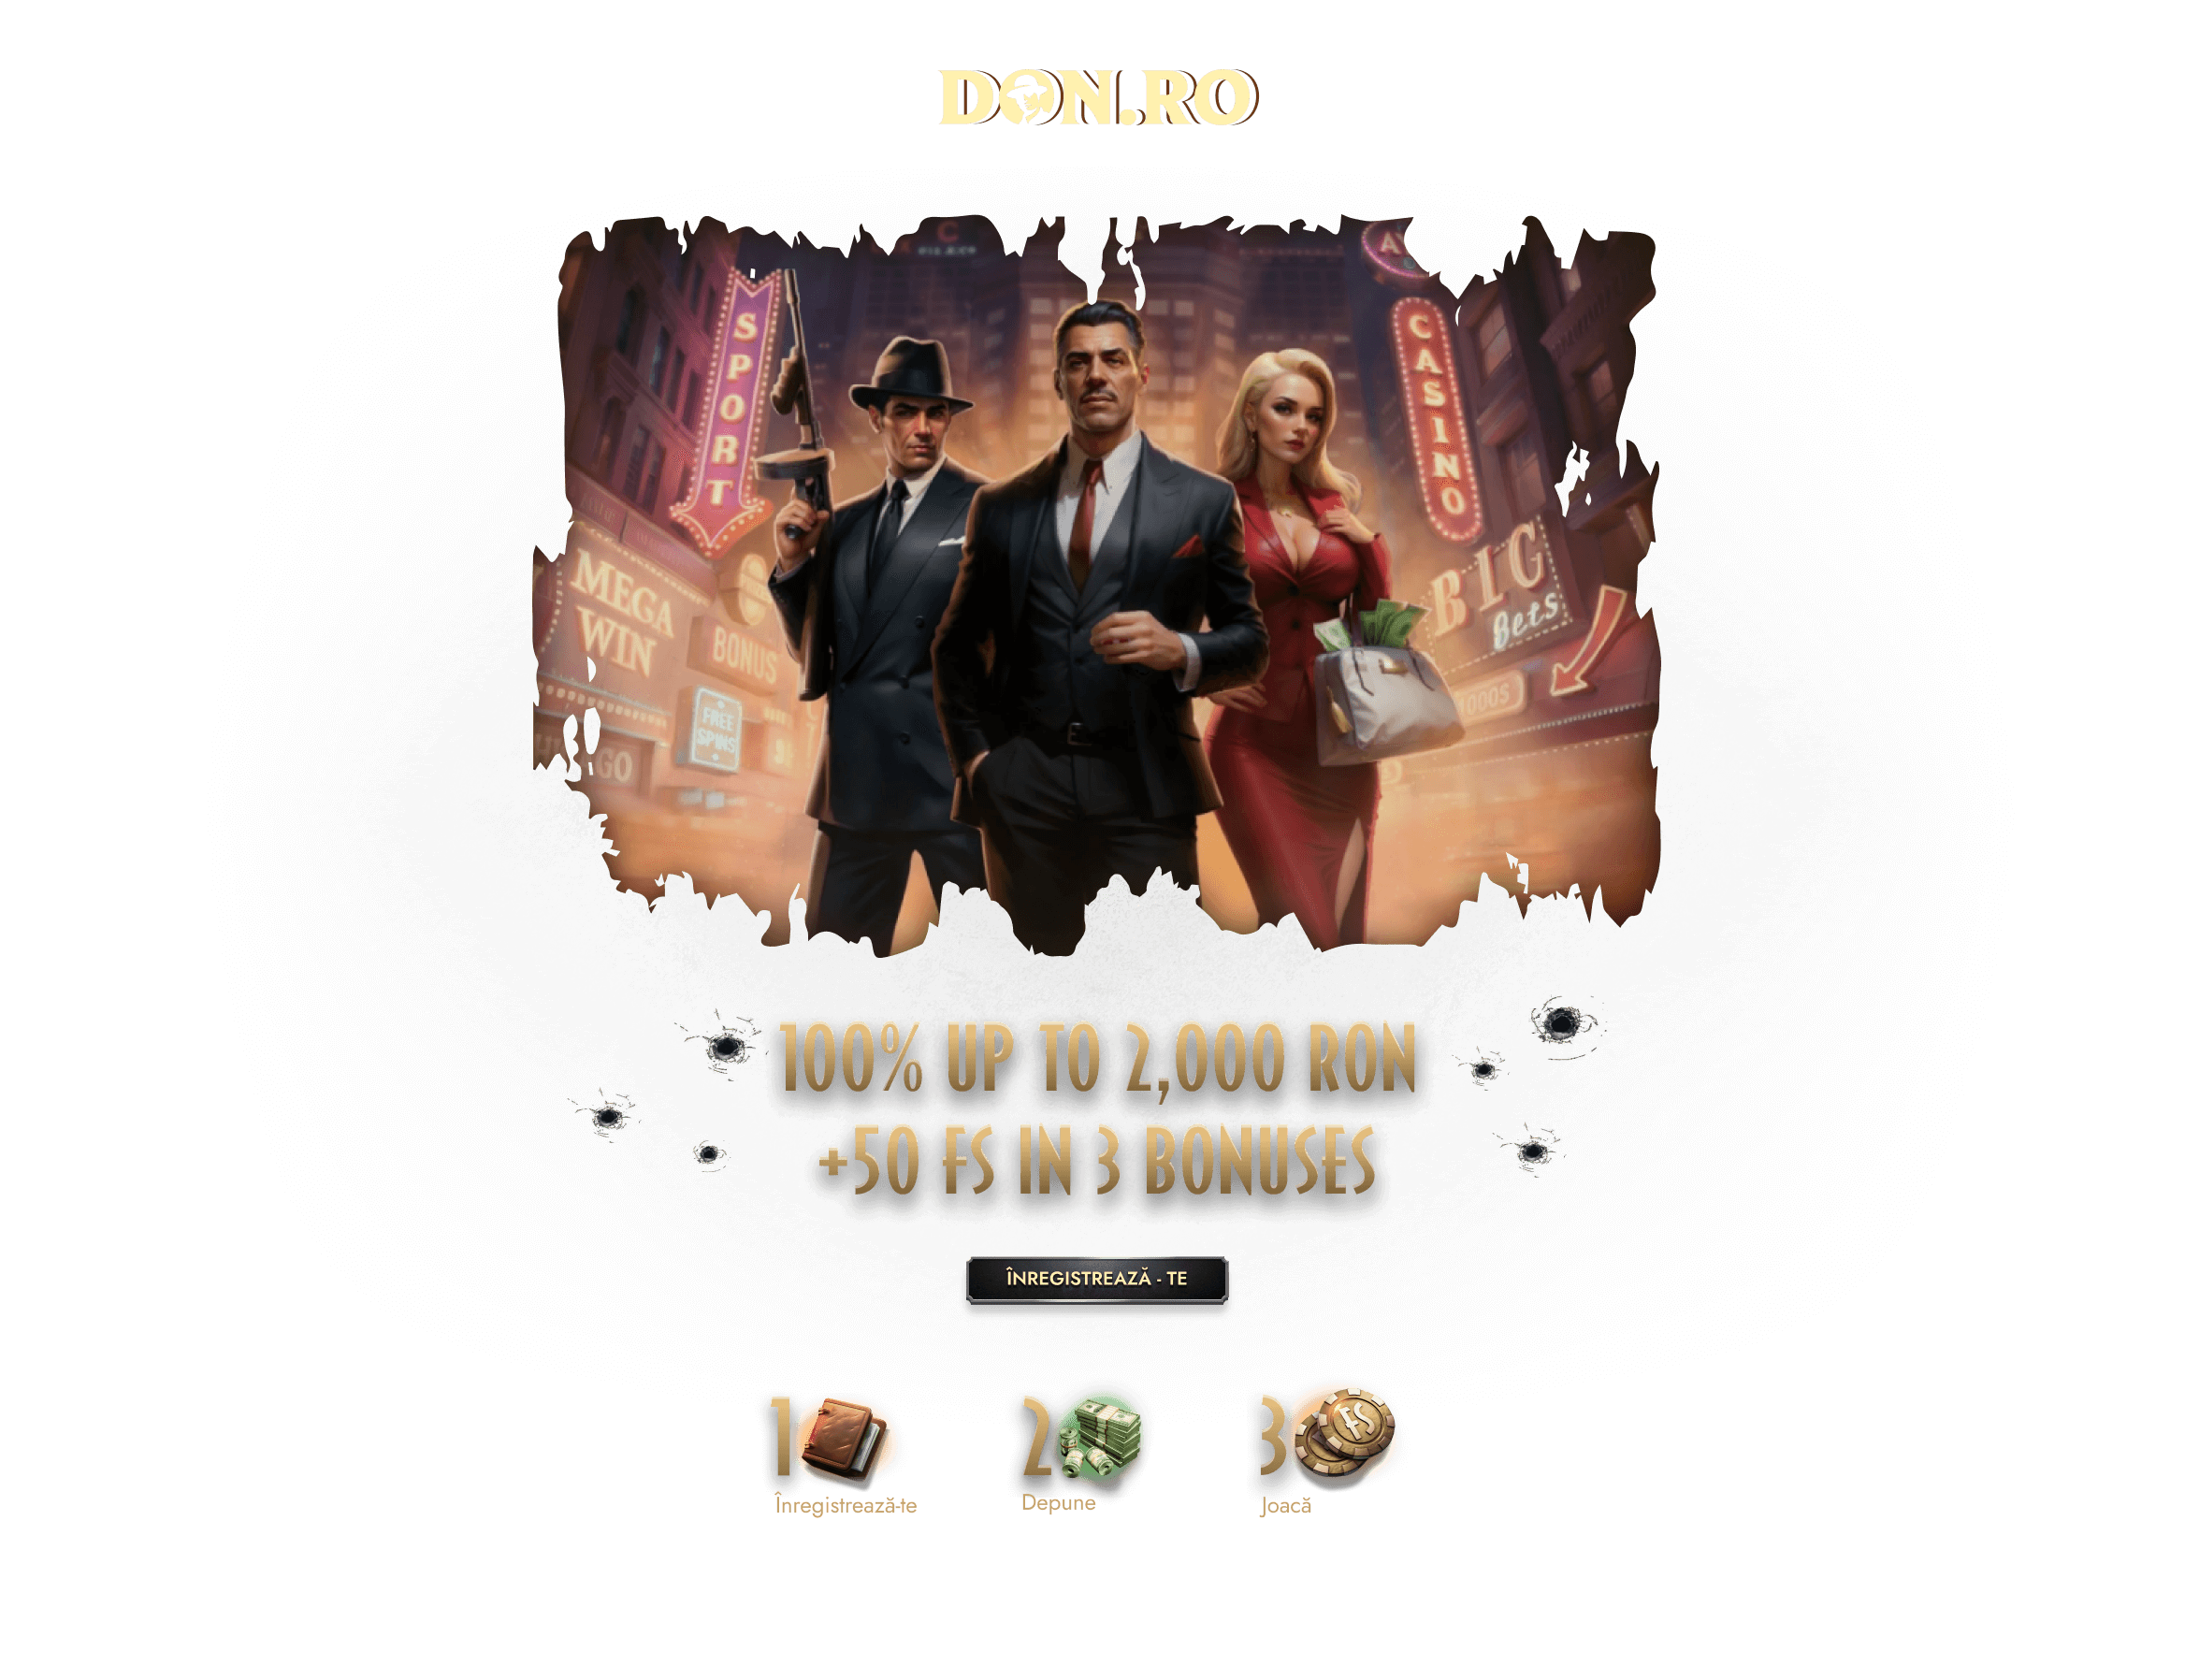 DON.RO
SPORT
CASINO
MEGA
WIN
BONUS
FREE
SPINS
GO
BIG
Bets
100% UP TO 2,000 RON
+50 FS IN 3 BONUSES
ÎNREGISTREAZĂ - TE
1
Înregistrează-te
2
Depune
3
FS
Joacă